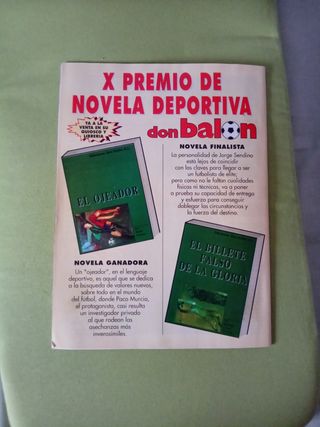 X PREMIO DE
NOVELA DEPORTIVA
YA A LA
VENTA EN SU
QUIOSCO Y
LIBRERIA
don balon
EL OJEADOR
NOVELA FINALISTA
La personalidad de Jorge Sendino
está lejos de coincidir
con las claves para llegar a ser
un futbolista de élite;
pero como no le faltan cualidades
físicas ni técnicas, va a poner
a prueba su capacidad de entrega
y esfuerzo para conseguir
doblegar las circunstancias y
la fuerza del destino.
NOVELA GANADORA
Un "ojeador", en el lenguaje
deportivo, es aquel que se dedica
a la búsqueda de valores nuevos,
sobre todo en el mundo
del fútbol, donde Paco Murcia,
el protagonista, casi resulta
un investigador privado
al que rodean las
asechanzas más
inverosímiles.
EL BILLETE
FALSO
DE LA GLORIA